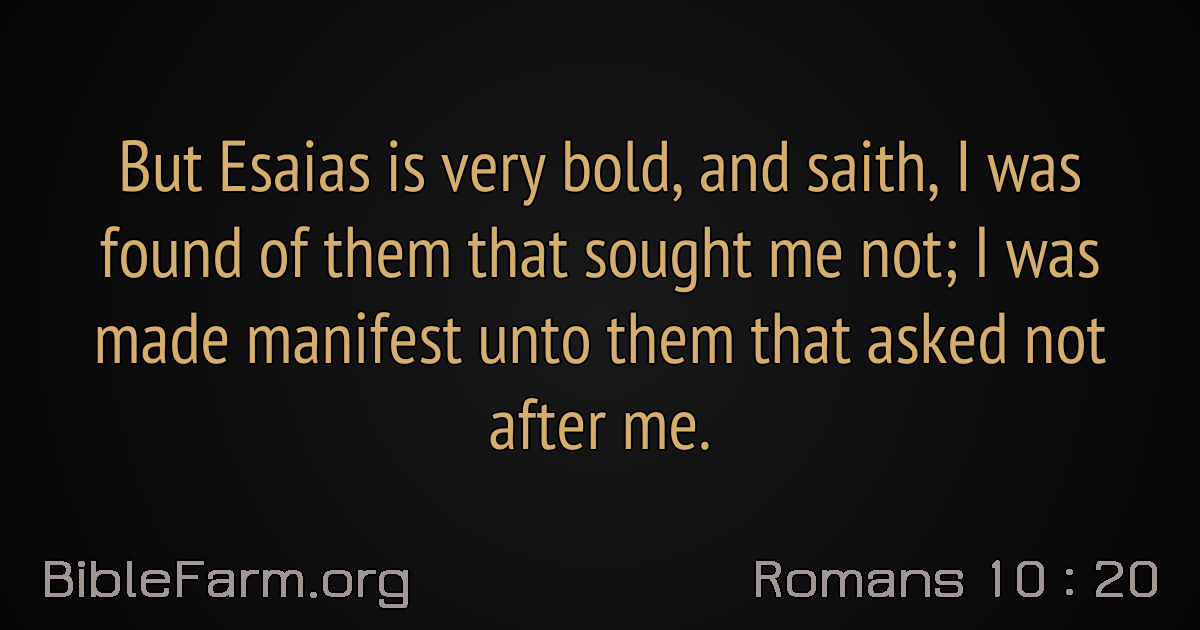 But Esaias is very bold, and saith, I was
found of them that sought me not; I was
made manifest unto them that asked not
after me.
BibleFarm.org
Romans 10 : 20